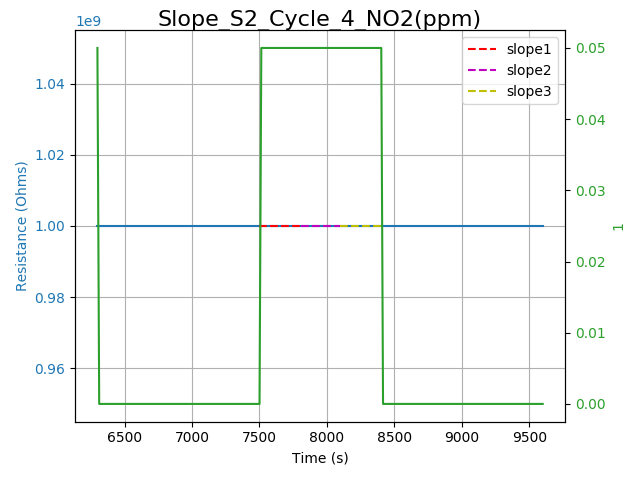 Slope_S2_Cycle_4_NO2(ppm)
1e9
slope1
slope2
slope3
1.04
1.02
1.00
0.98
0.96
Resistance (Ohms)
0.05
0.04
0.03
0.02
0.01
0.00
1
6500 7000 7500 8000 8500 9000 9500
Time (s)